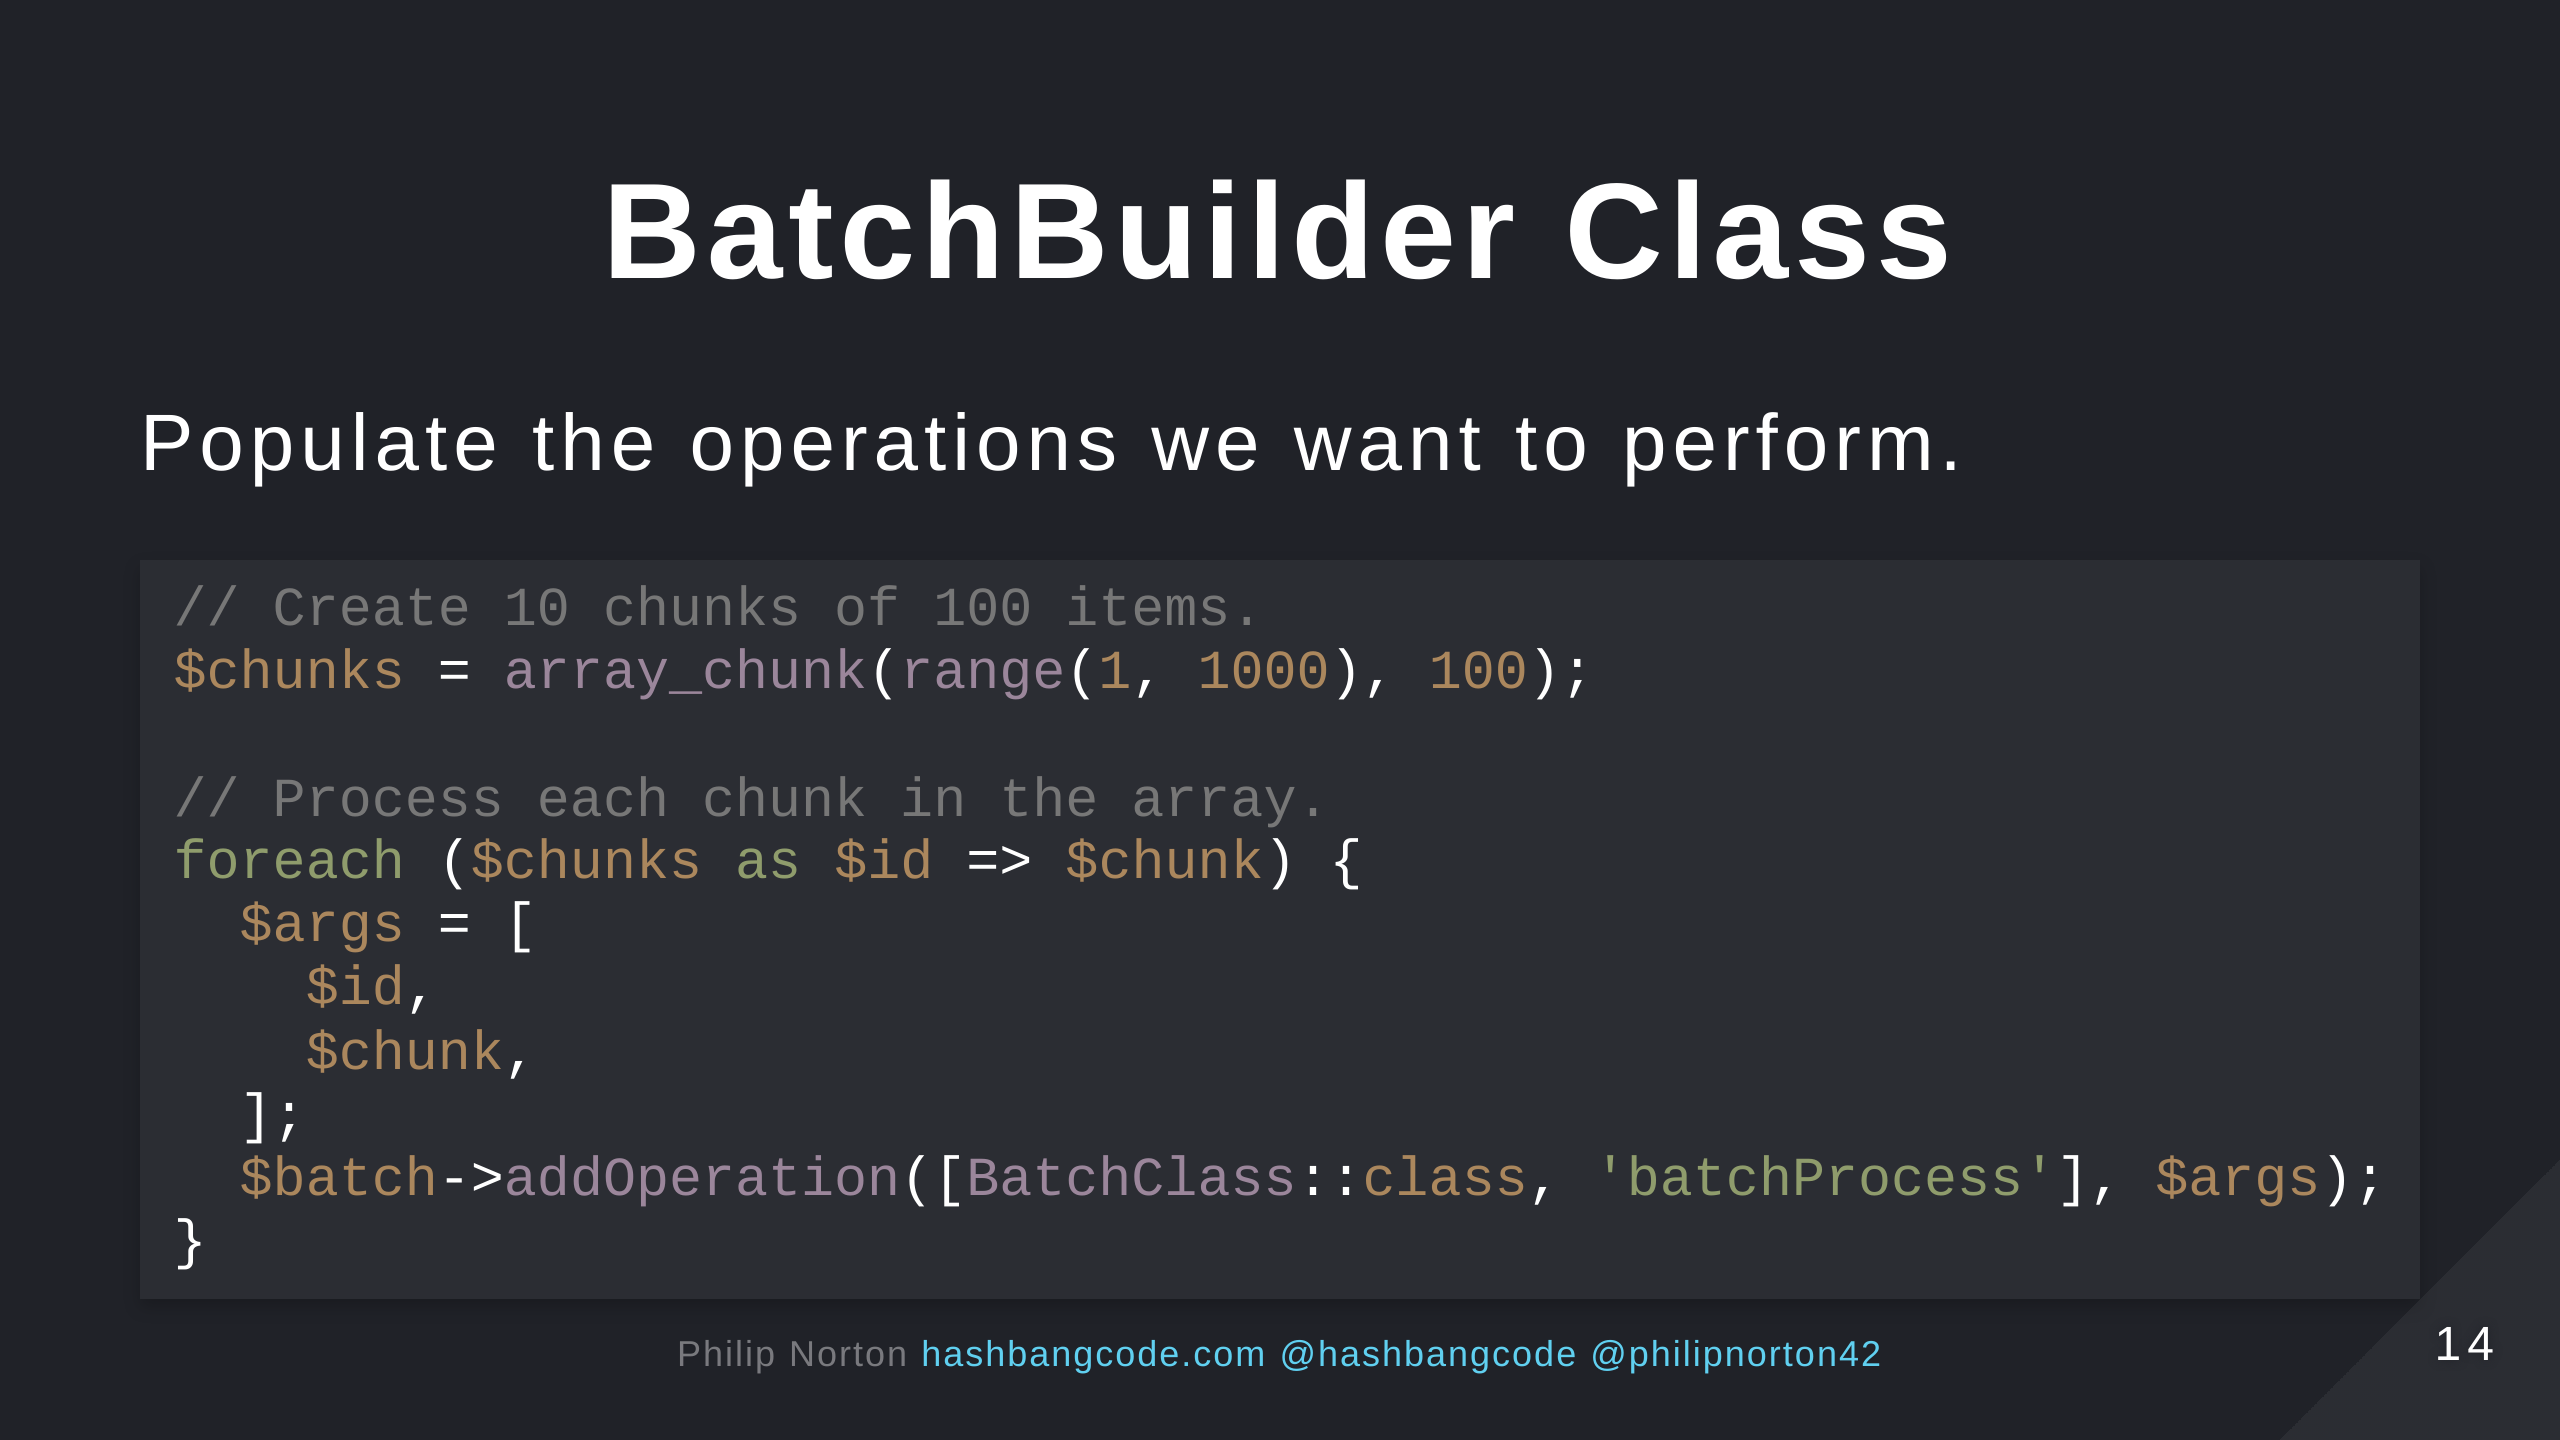 BatchBuilder Class
Populate the operations we want to perform.
// Create 10 chunks of 100 items.
$chunks = array_chunk(range(1, 1000), 100);
// Process each chunk in the array.
foreach ($chunks as $id => $chunk) {
  $args = [
    $id,
    $chunk,
  ];
  $batch->addOperation([BatchClass::class, 'batchProcess'], $args);
}
Philip Norton hashbangcode.com @hashbangcode @philipnorton42
14